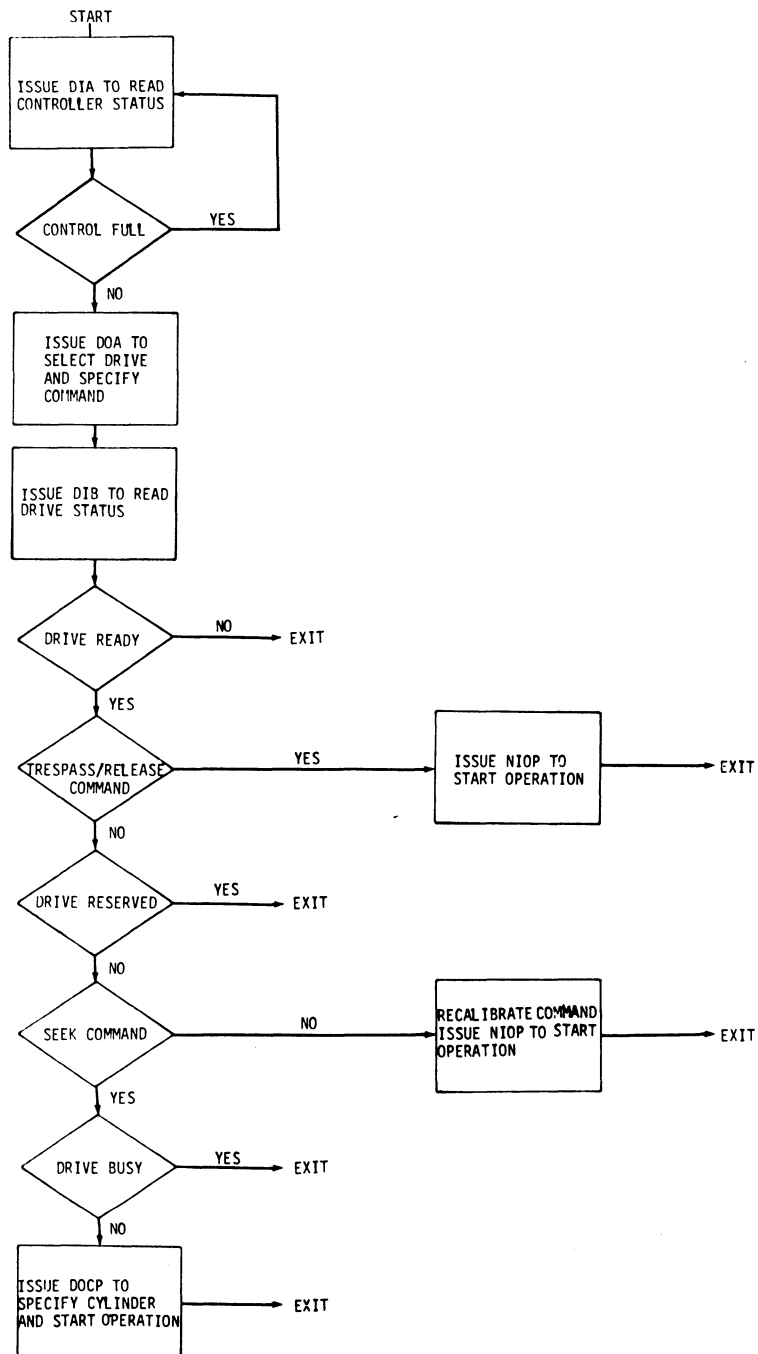 START
ISSUE DIA TO READ
CONTROLLER STATUS
CONTROL FULL
YES
NO
ISSUE DOA TO
SELECT DRIVE
AND SPECIFY
COMMAND
ISSUE DIB TO READ
DRIVE STATUS
DRIVE READY
NO
EXIT
YES
TRESPASS/RELEASE
COMMAND
YES
ISSUE NIOP TO
START OPERATION
EXIT
NO
DRIVE RESERVED
YES
EXIT
NO
SEEK COMMAND
NO
RECALIBRATE COMMAND
ISSUE NIOP TO START
OPERATION
EXIT
YES
DRIVE BUSY
YES
EXIT
NO
ISSUE DOCP TO
SPECIFY CYLINDER
AND START OPERATION
EXIT